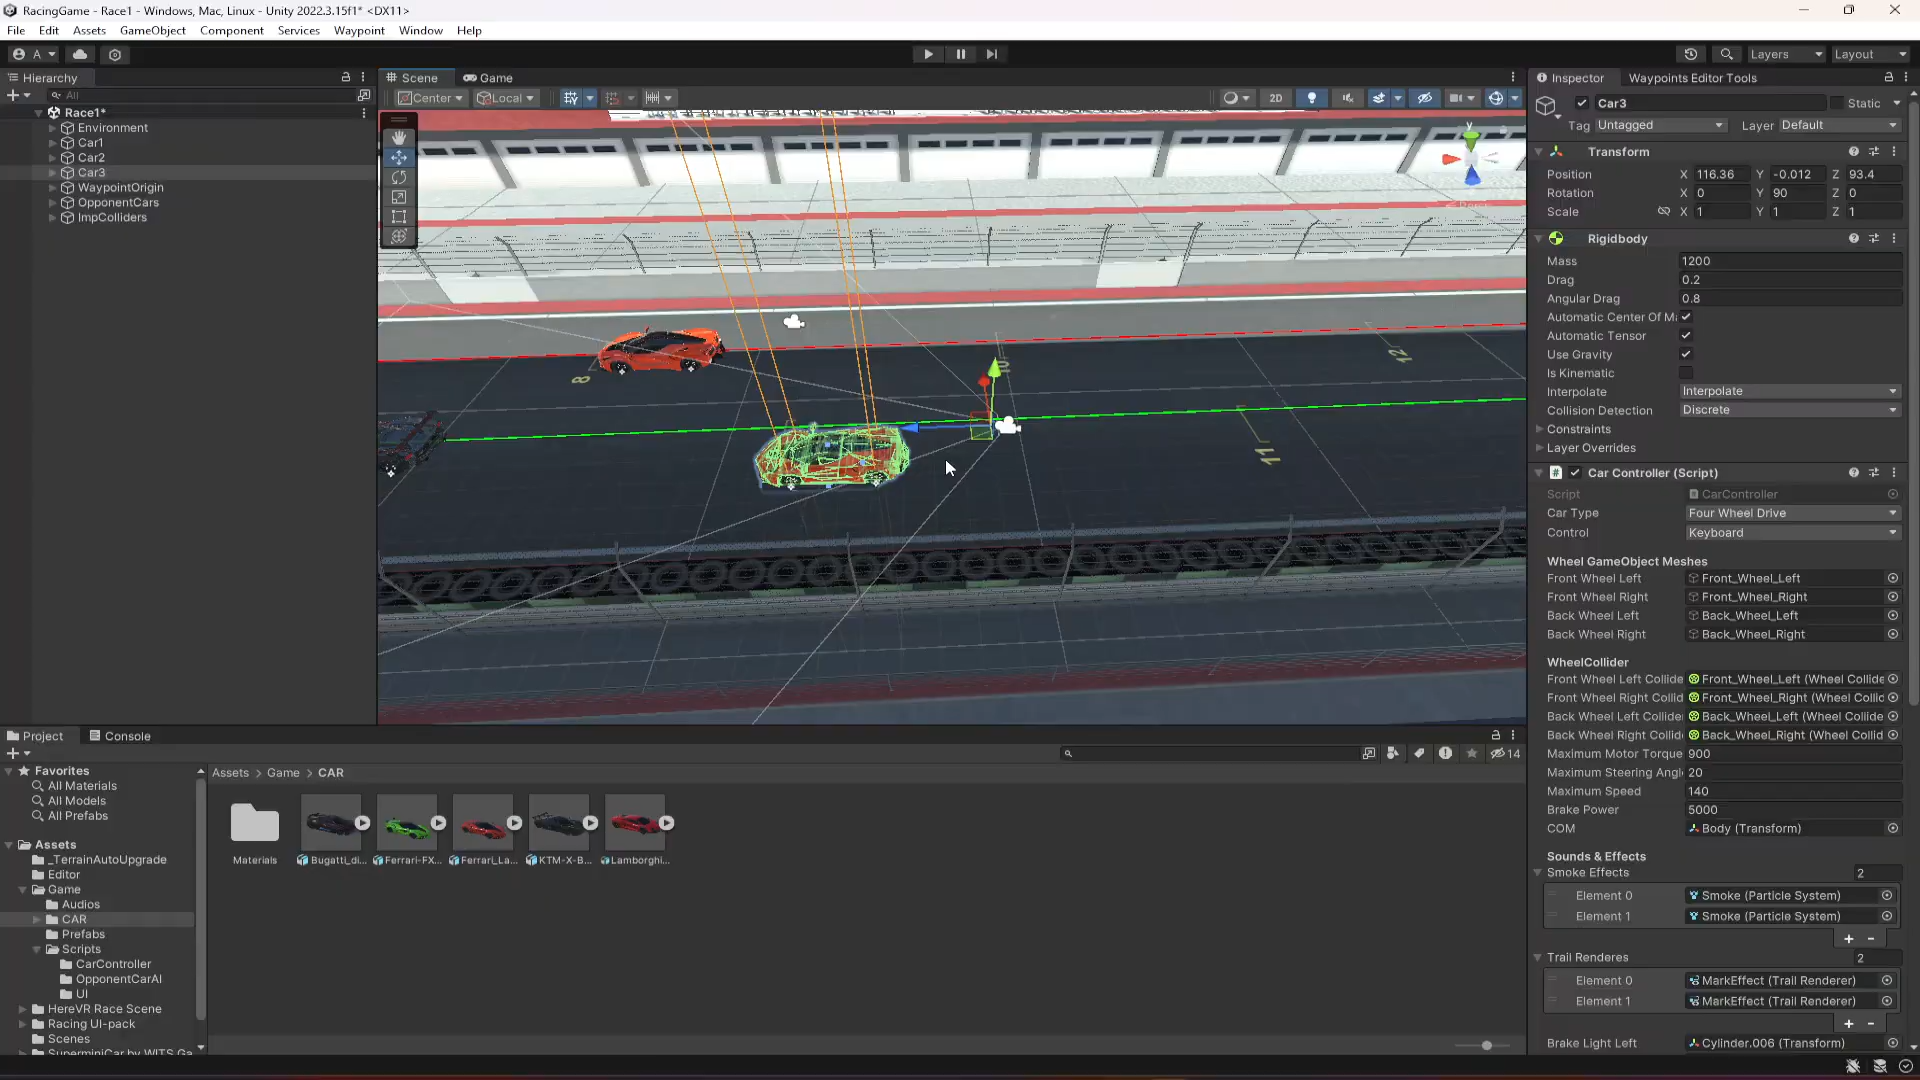 RacingGame - Race1 - Windows, Mac, Linux - Unity 2022.3.15f1* <DX11>
File Edit Assets GameObject Component Services Waypoint Window Help
A
Layers Layout
Hierarchy
All
Race1*
Environment
Car1
Car2
Car3
WaypointOrigin
OpponentCars
ImpColliders
Scene Game
Center Local 2D
8
10
11
12
y
Inspector Waypoints Editor Tools
Car3 Static
Tag Untagged Layer Default
Transform
Position X 116.36 Y -0.012 Z 93.4
Rotation X 0 Y 90 Z 0
Scale X 1 Y 1 Z 1
Rigidbody
Mass 1200
Drag 0.2
Angular Drag 0.8
Automatic Center Of Ma
Automatic Tensor
Use Gravity
Is Kinematic
Interpolate Interpolate
Collision Detection Discrete
Constraints
Layer Overrides
Car Controller (Script)
Script CarController
Car Type Four Wheel Drive
Control Keyboard
Wheel GameObject Meshes
Front Wheel Left Front_Wheel_Left
Front Wheel Right Front_Wheel_Right
Back Wheel Left Back_Wheel_Left
Back Wheel Right Back_Wheel_Right
WheelCollider
Front Wheel Left Collide Front_Wheel_Left (Wheel Collide
Front Wheel Right Collid Front_Wheel_Right (Wheel Collic
Back Wheel Left Collide Back_Wheel_Left (Wheel Collide
Back Wheel Right Collid Back_Wheel_Right (Wheel Collid
Maximum Motor Torque 900
Maximum Steering Angl 20
Maximum Speed 140
Brake Power 5000
COM Body (Transform)
Sounds & Effects
Smoke Effects 2
Element 0 Smoke (Particle System)
Element 1 Smoke (Particle System)
+ -
Trail Renderes 2
Element 0 MarkEffect (Trail Renderer)
Element 1 MarkEffect (Trail Renderer)
+ -
Brake Light Left Cylinder.006 (Transform)
Project Console
14
Favorites
All Materials
All Models
All Prefabs
Assets
_TerrainAutoUpgrade
Editor
Game
Audios
CAR
Prefabs
Scripts
CarController
OpponentCarAI
UI
HereVR Race Scene
Racing UI-pack
Scenes
SuperminiCar by WITS Ga
Assets > Game > CAR
Materials Bugatti_di... Ferrari-FX... Ferrari_La... KTM-X-B... Lamborghi...